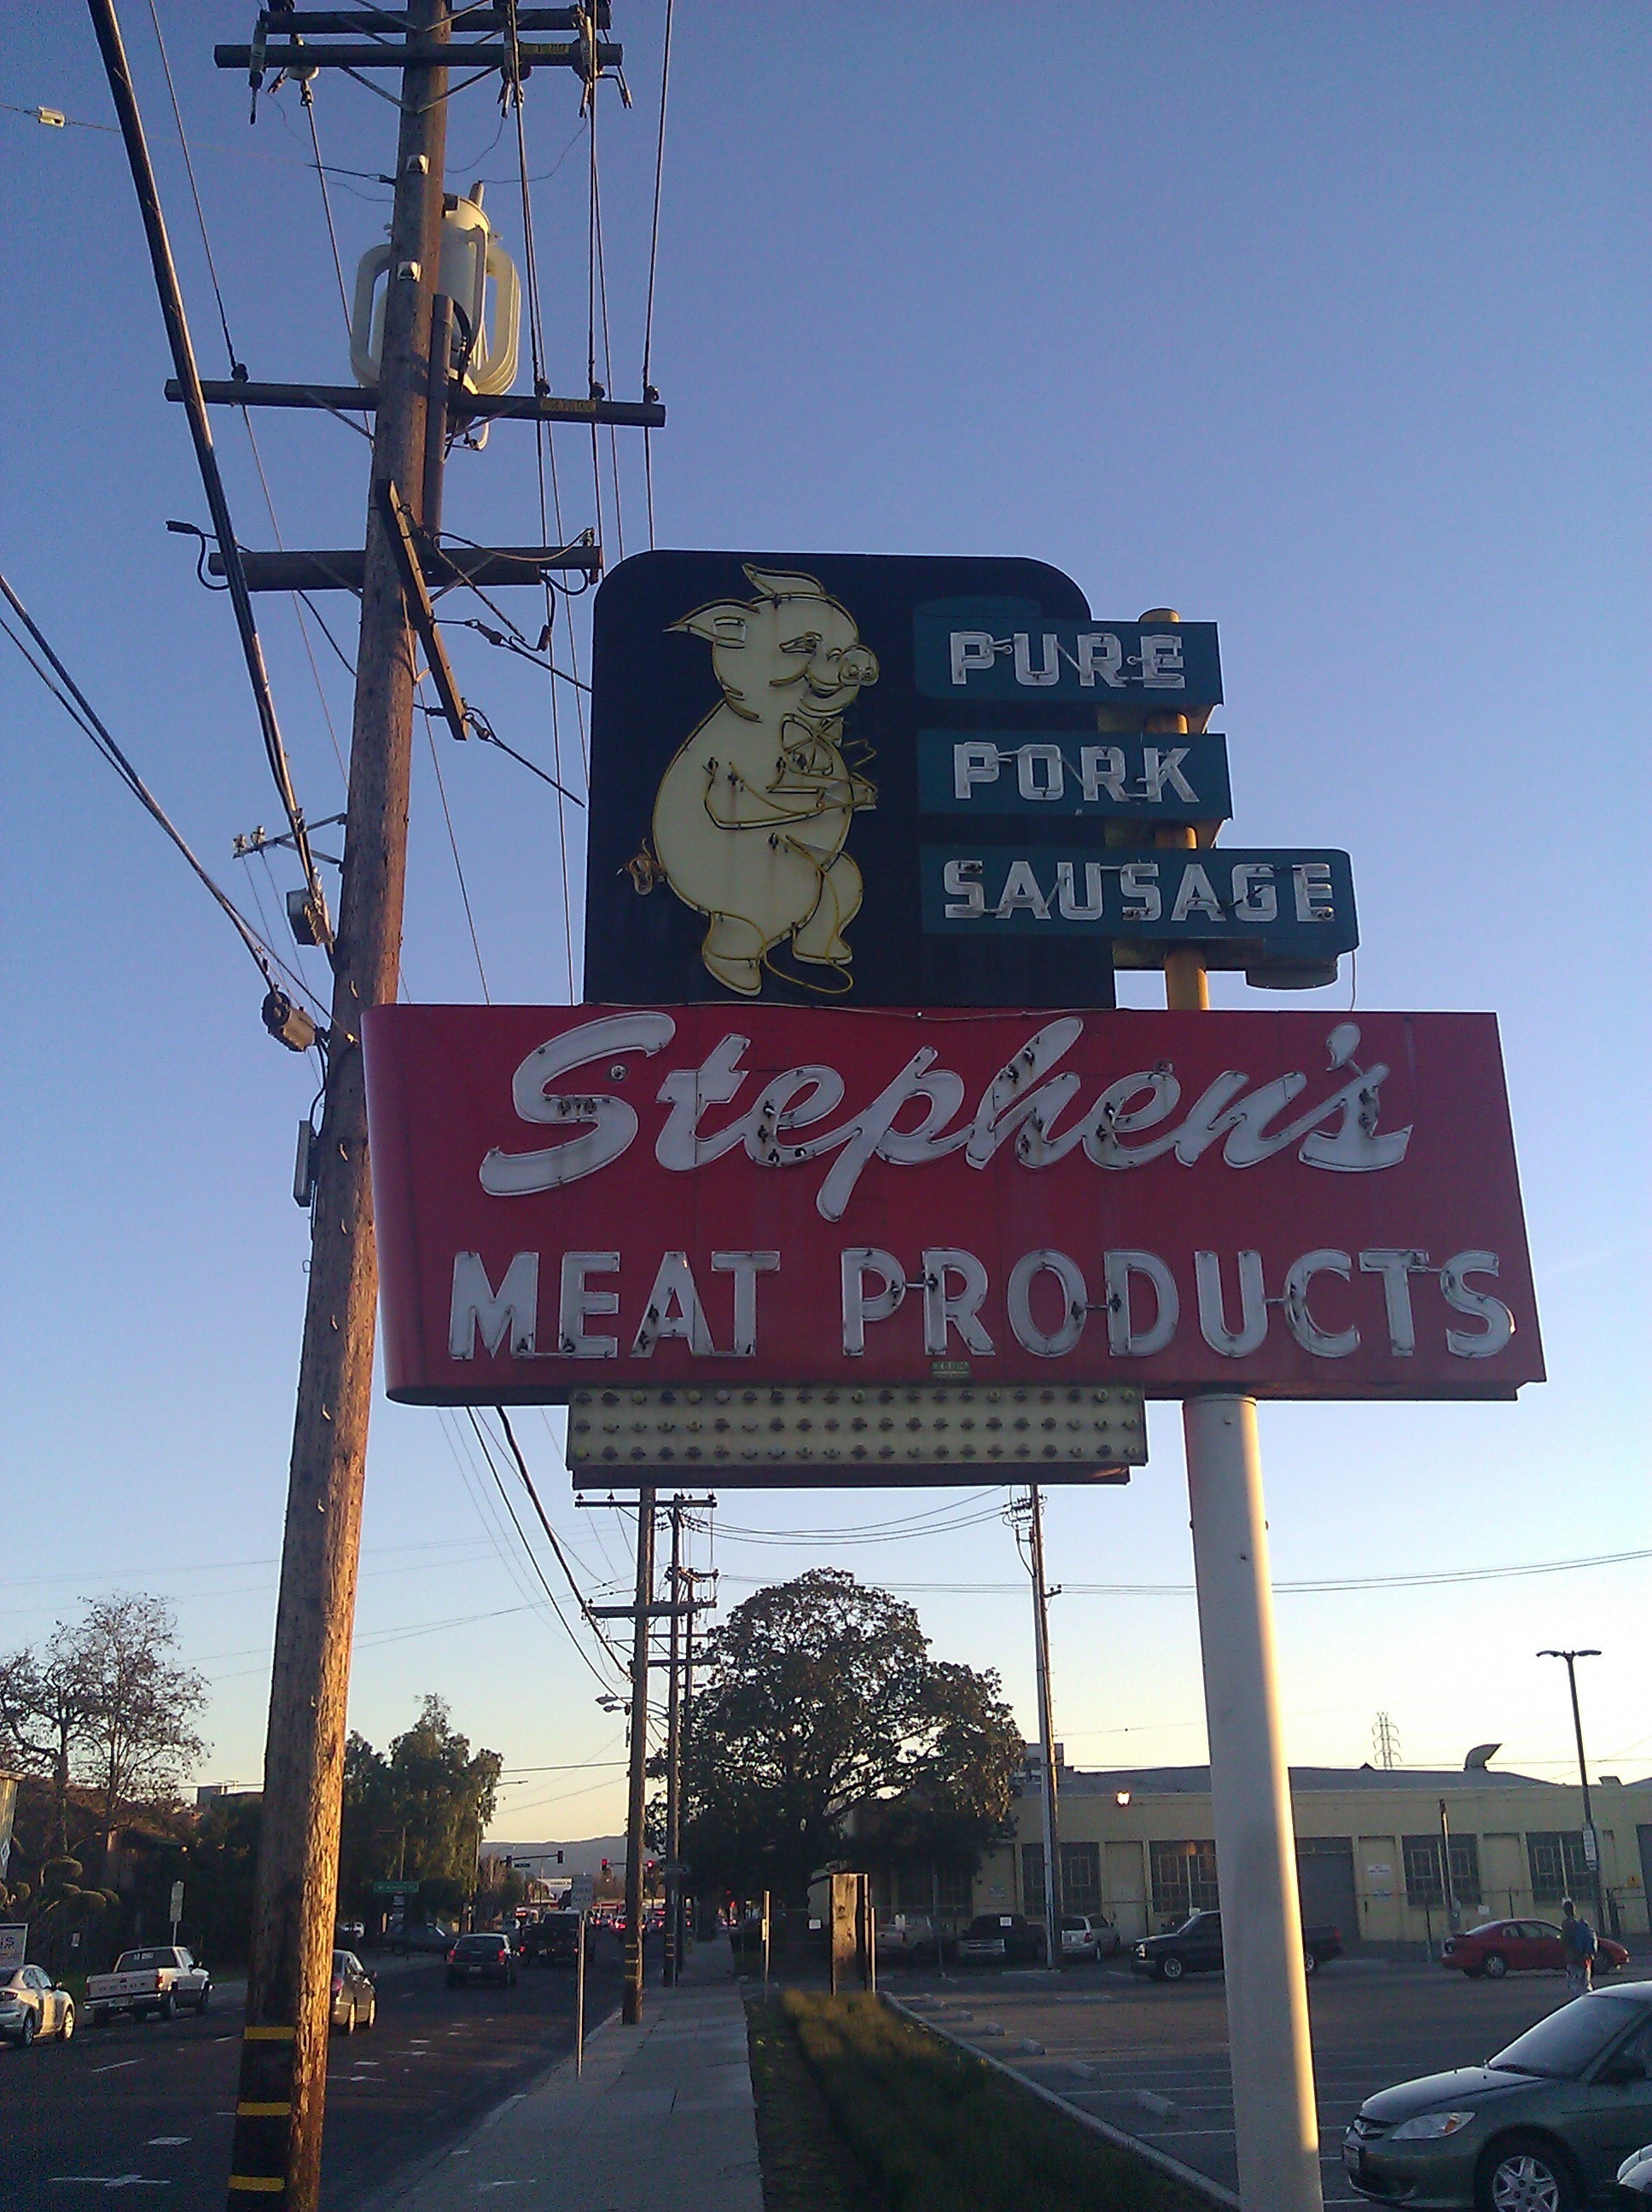 PURE
PORK
SAUSAGE
Stephen's
MEAT PRODUCTS